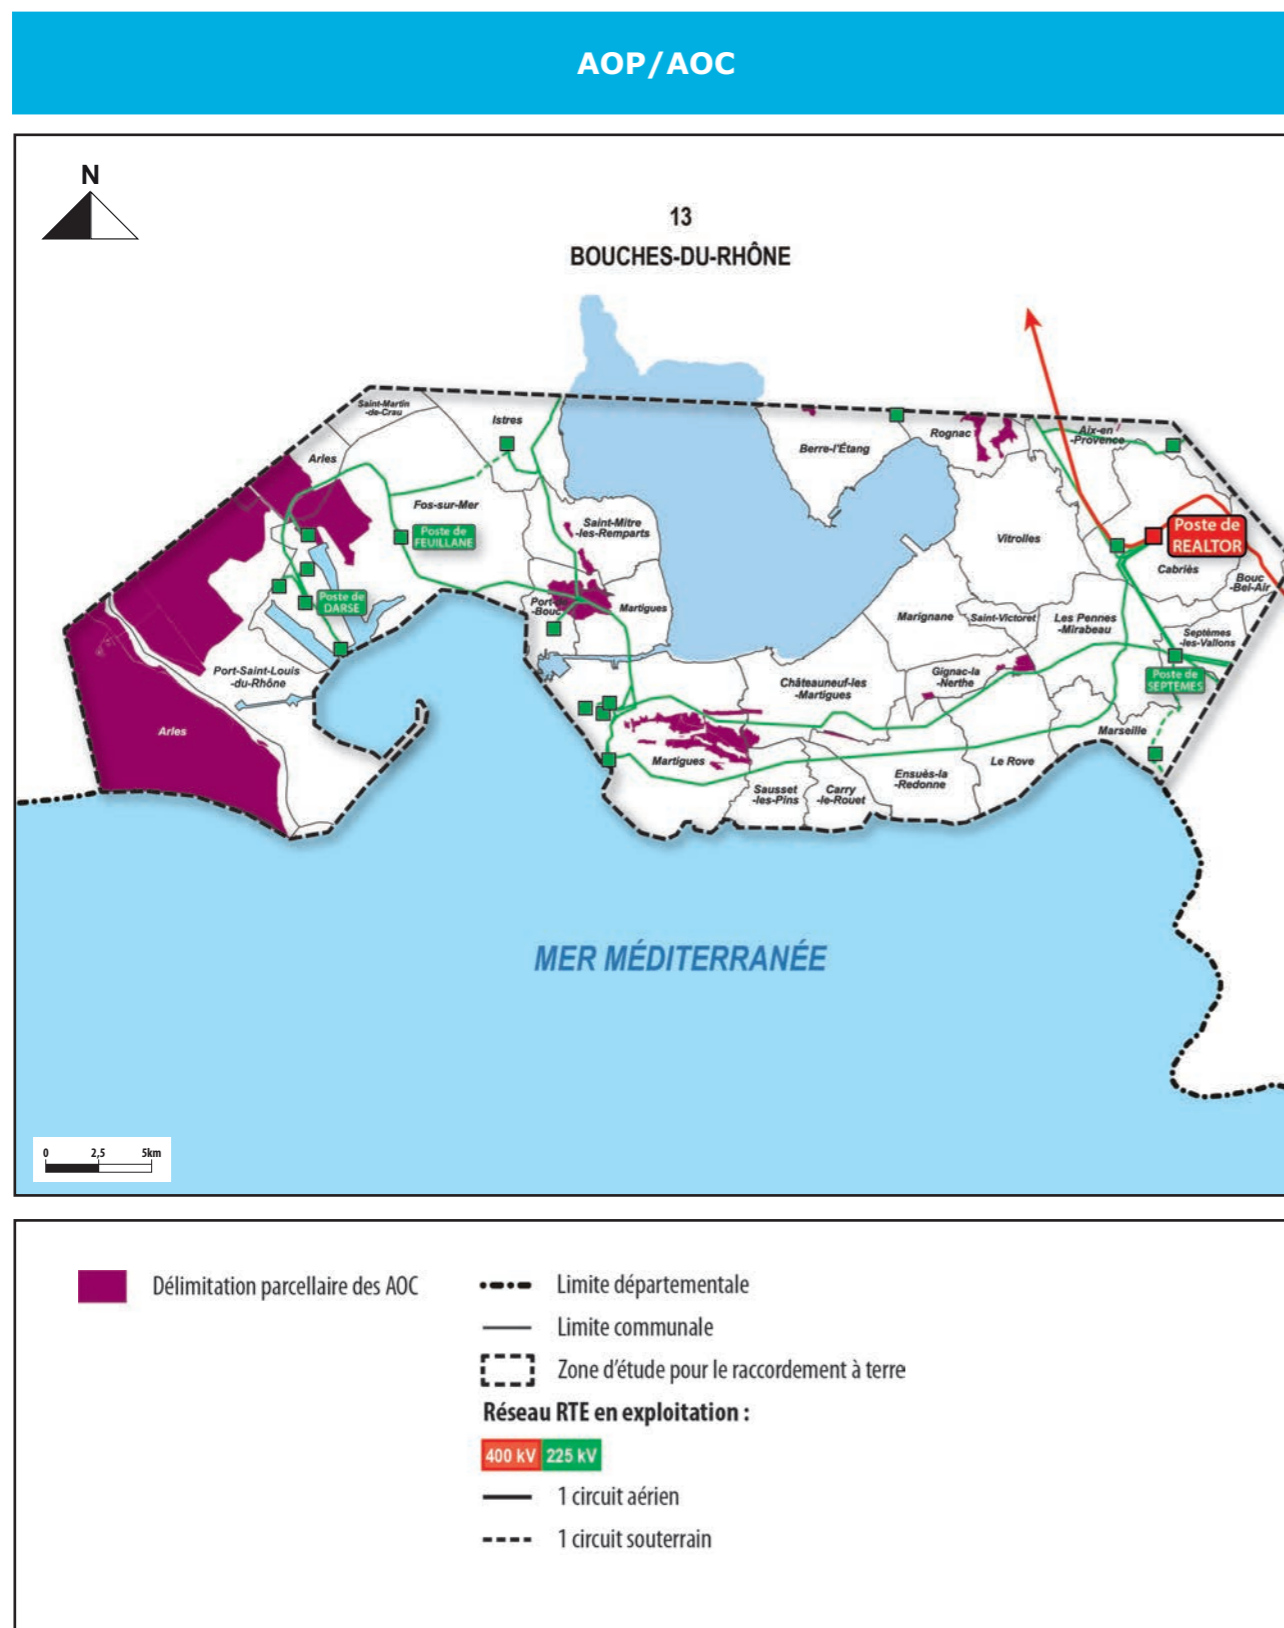 AOP/AOC
N
13
BOUCHES-DU-RHÔNE
Saint-Martin
-de-Crau
Istres
Arles
Fos-sur-Mer
Poste de
FEUILLANE
Poste de
DARSE
Saint-Mitre
-les-Remparts
Port-
-Bouc
Martigues
Port-Saint-Louis
-du-Rhône
Arles
Berre-l'Étang
Rognac
Aix-en
-Provence
Vitrolles
Poste de
REALTOR
Cabriès
Bouc
-Bel-Air
Marignane
Saint-Victoret
Les Pennes
-Mirabeau
Septèmes
-les-Vallons
Gignac-la
-Nerthe
Châteauneuf-les
-Martigues
Poste de
SEPTEMES
Marseille
Martigues
Le Rove
Ensuès-la
-Redonne
Sausset
-les-Pins
Carry
-le-Rouet
MER MÉDITERRANÉE
0 2,5 5km
Délimitation parcellaire des AOC
Limite départementale
Limite communale
Zone d'étude pour le raccordement à terre
Réseau RTE en exploitation :
400 kV 225 kV
1 circuit aérien
1 circuit souterrain